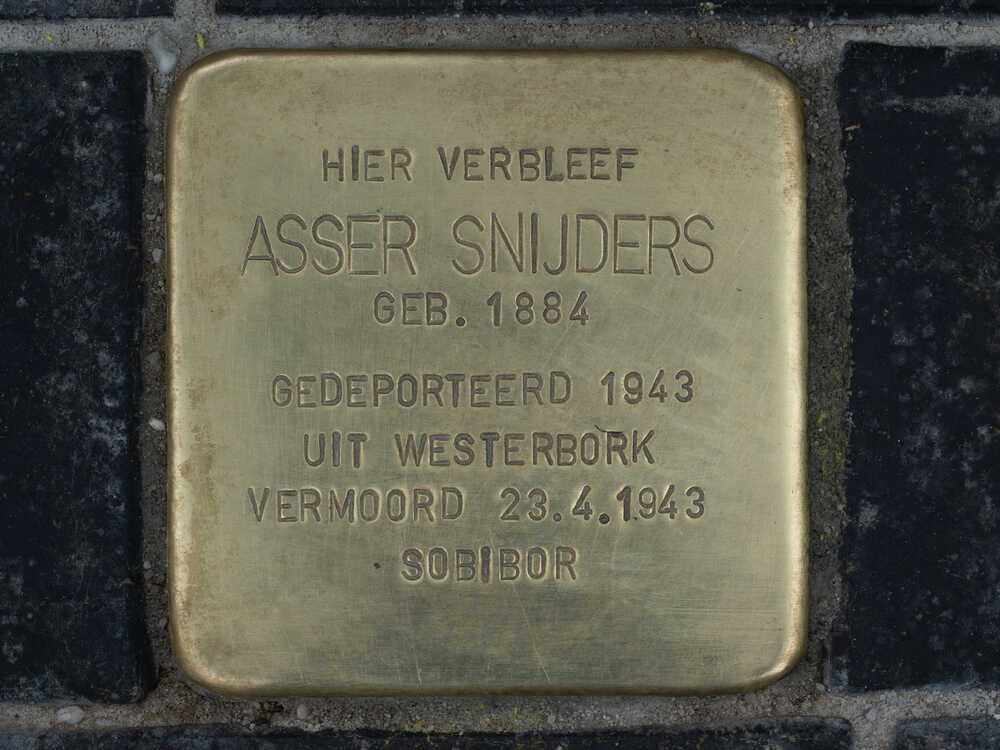 HIER VERBLEEF
ASSER SNIJDERS
GEB. 1884
GEDEPORTEERD 1943
UIT WESTERBORK
VERMOORD 23.4.1943
SOBIBOR